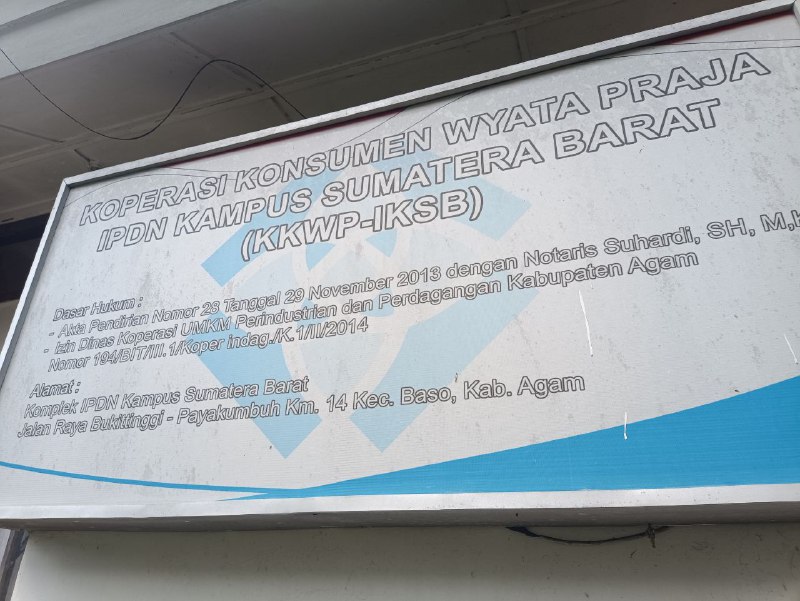 KOPERASI KONSUMEN WYATA PRAJA
IPDN KAMPUS SUMATERA BARAT
(KKWP-IKSB)
Dasar Hukum :
- Akta Pendirian Nomor 28 Tanggal 29 November 2013 dengan Notaris Suhardi, SH,
- Izin Dinas Koperasi UMKM Perindustrian dan Perdagangan Kabupaten Agam
Nomor 194/BIT/III.1/Koper Indag./K.1/II/2014
Alamat :
Komplek IPDN Kampus Sumatera Barat
Jalan Raya Bukittinggi - Payakumbuh Km. 14 Kec. Baso, Kab. Agam